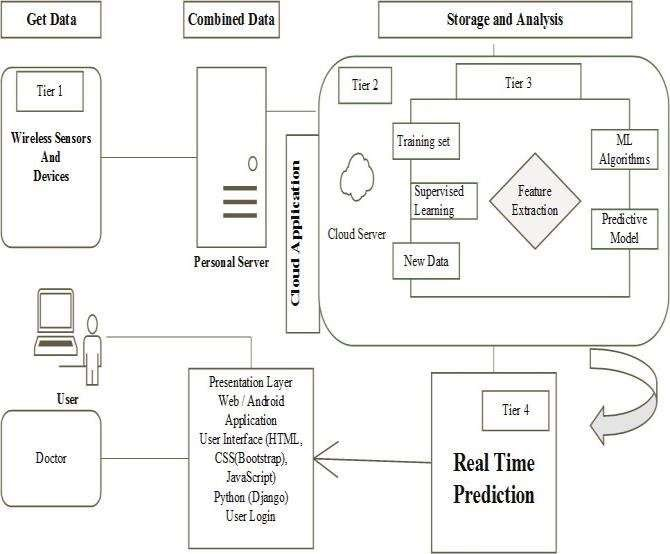 Get Data
Combined Data
Storage and Analysis
Tier 1
Wireless Sensors
And
Devices
Personal Server
Cloud Application
Tier 2
Cloud Server
Tier 3
Training set
Supervised
Learning
New Data
Feature
Extraction
ML
Algorithms
Predictive
Model
User
Doctor
Presentation Layer
Web / Android
Application
User Interface (HTML,
CSS(Bootstrap),
JavaScript)
Python (Django)
User Login
Tier 4
Real Time
Prediction